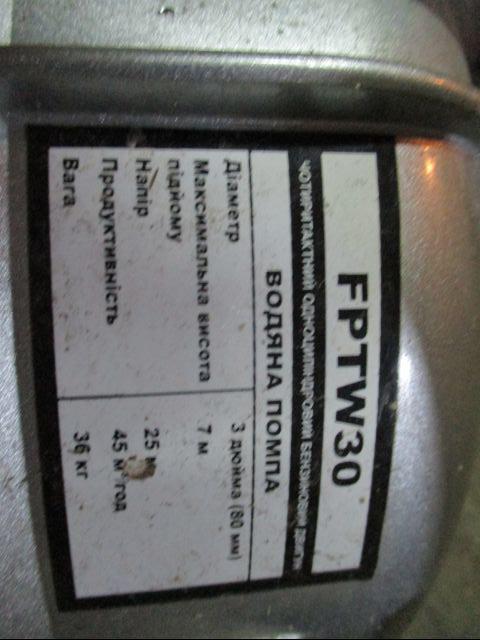 FPTW30
ЧОТИРИТАКТНИЙ ОДНОЦИЛІНДРОВИЙ БЕНЗИНОВИЙ
ВОДЯНА ПОМПА
Діаметр 3 дюйма (80 мм)
Максимальна висота 7 м
підйому
Напір 25 м
Продуктивність 45 м³/год
Вага 36 кг